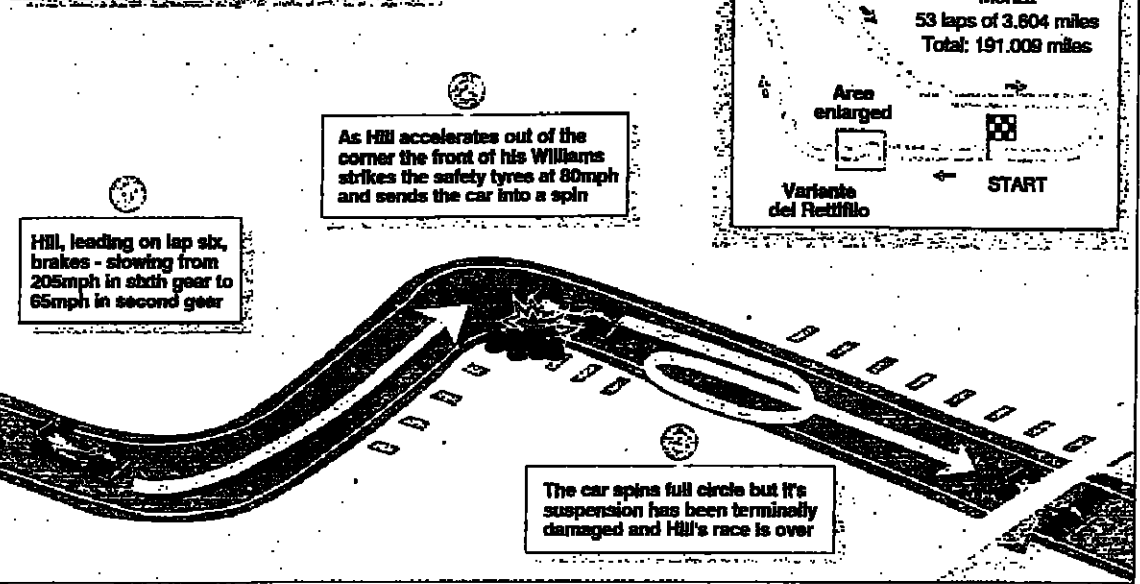 53 laps of 3.604 miles
Total: 191.009 miles
Area
enlarged
START
Variante
del Rettifilo
As Hill accelerates out of the
corner the front of his Williams
strikes the safety tyres at 80mph
and sends the car into a spin
Hill, leading on lap six,
brakes - slowing from
205mph in sixth gear to
65mph in second gear
The car spins full circle but it's
suspension has been terminally
damaged and Hill's race is over